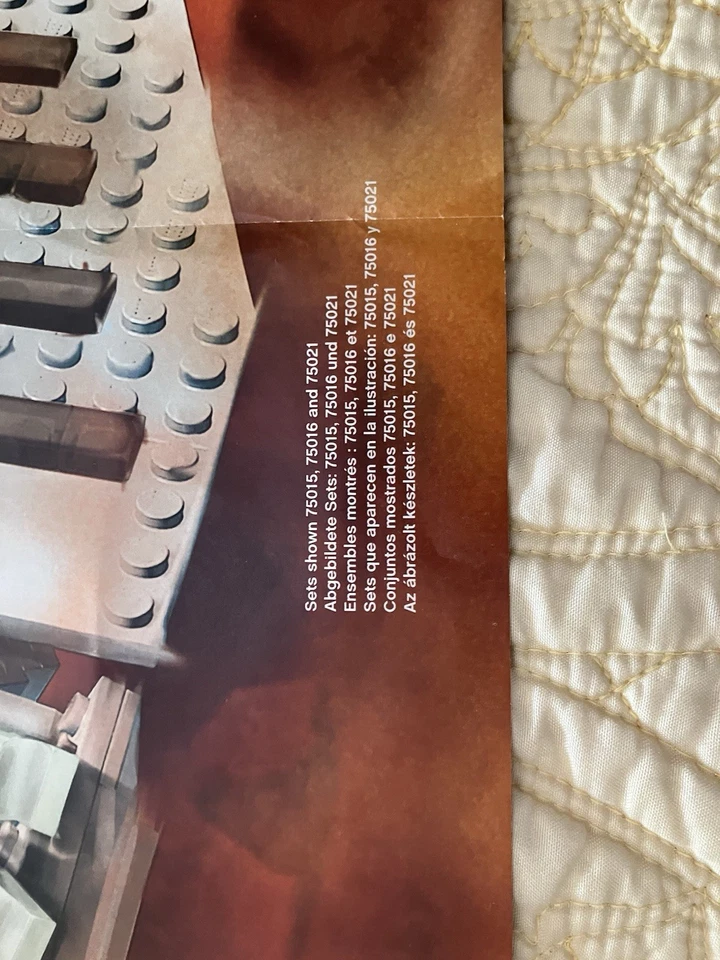 Sets shown 75015, 75016 and 75021
Abgebildete Sets: 75015, 75016 und 75021
Ensembles montrés : 75015, 75016 et 75021
Sets que aparecen en la ilustración: 75015, 75016 y 75021
Conjuntos mostrados 75015, 75016 e 75021
Az ábrázolt készletek: 75015, 75016 és 75021